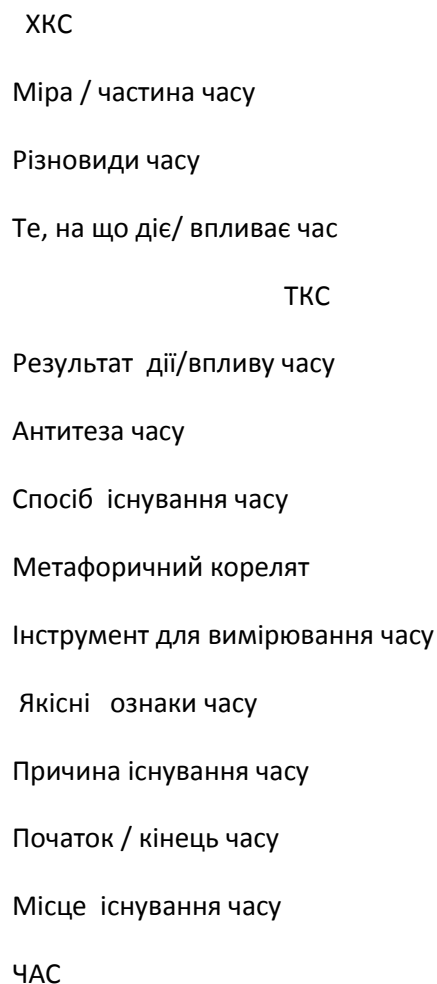 ХКС
Міра / частина часу
Різновиди часу
Те, на що діє/ впливає час
ТКС
Результат дії/впливу часу
Антитеза часу
Спосіб існування часу
Метафоричний корелят
Інструмент для вимірювання часу
Якісні ознаки часу
Причина існування часу
Початок / кінець часу
Місце існування часу
ЧАС